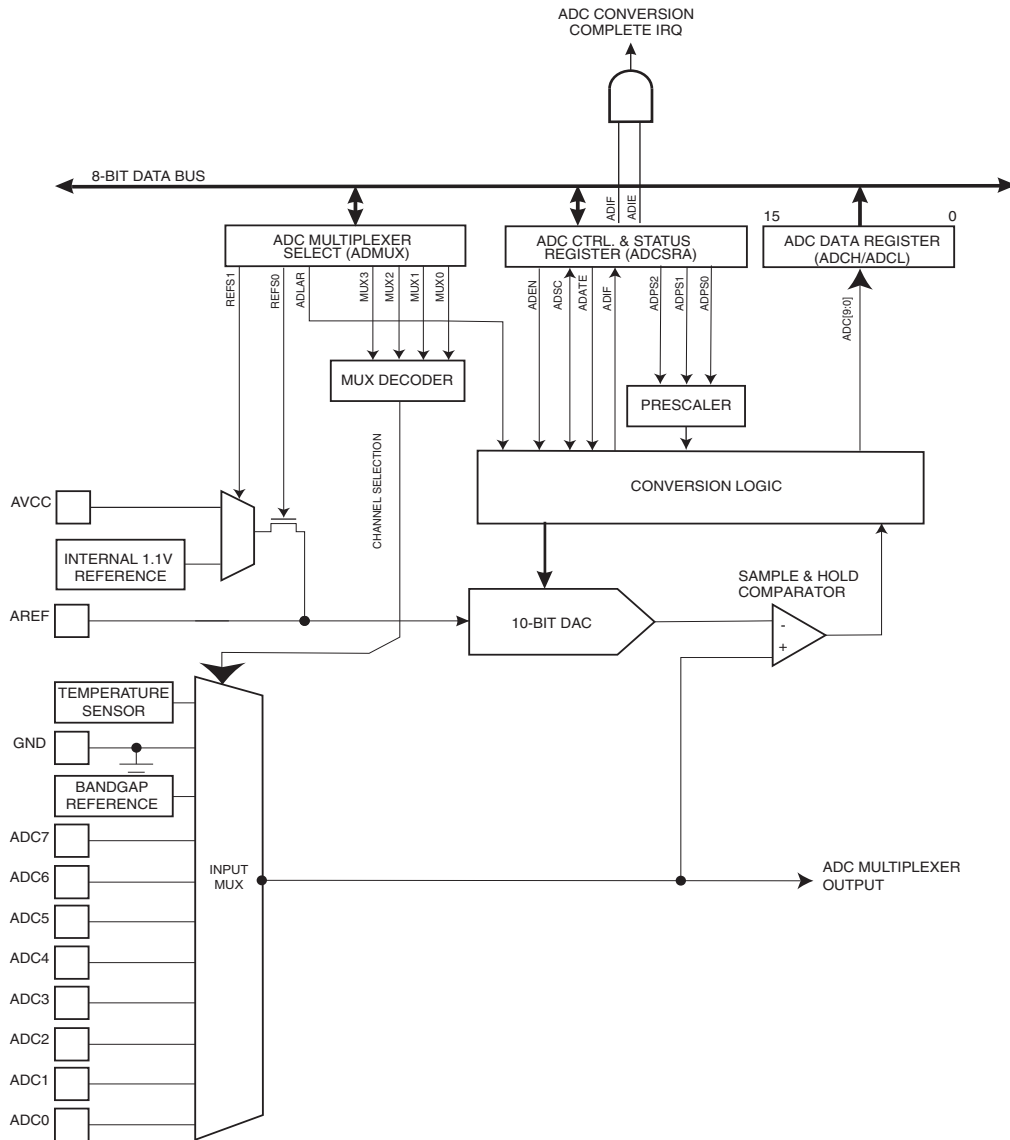 ADC CONVERSION
COMPLETE IRQ
8-BIT DATA BUS
ADIF
ADIE
15
0
ADC MULTIPLEXER
SELECT (ADMUX)
ADC CTRL. & STATUS
REGISTER (ADCSRA)
ADC DATA REGISTER
(ADCH/ADCL)
REFS1
REFS0
ADLAR
MUX3
MUX2
MUX1
MUX0
ADEN
ADSC
ADATE
ADIF
ADPS2
ADPS1
ADPS0
ADC[9:0]
MUX DECODER
PRESCALER
CHANNEL SELECTION
CONVERSION LOGIC
AVCC
INTERNAL 1.1V
REFERENCE
SAMPLE & HOLD
COMPARATOR
AREF
10-BIT DAC
-
+
TEMPERATURE
SENSOR
GND
BANDGAP
REFERENCE
ADC7
ADC6
ADC5
ADC4
ADC3
ADC2
ADC1
ADC0
INPUT
MUX
ADC MULTIPLEXER
OUTPUT